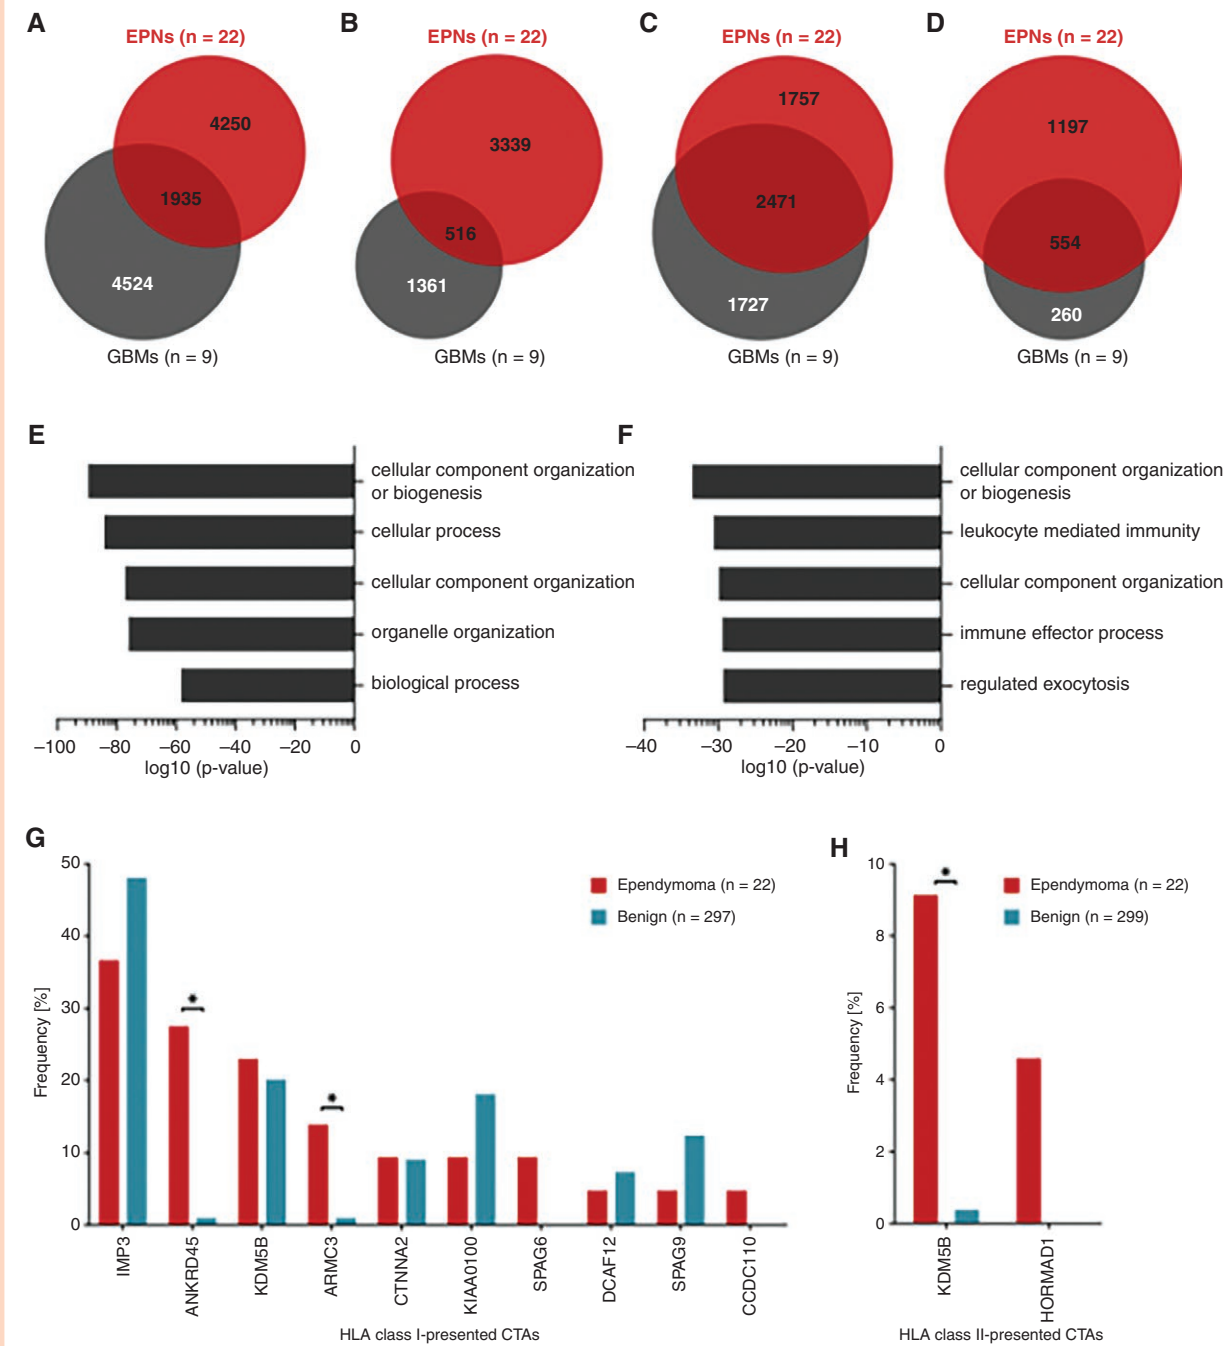 A
EPNs (n = 22)
4250
1935
4524
GBMs (n = 9)
B
EPNs (n = 22)
3339
516
1361
GBMs (n = 9)
C
EPNs (n = 22)
1757
2471
1727
GBMs (n = 9)
D
EPNs (n = 22)
1197
554
260
GBMs (n = 9)
E
cellular component organization
or biogenesis
cellular process
cellular component organization
organelle organization
biological process
−100 −80 −60 −40 −20 0
log10 (p-value)
F
cellular component organization
or biogenesis
leukocyte mediated immunity
cellular component organization
immune effector process
regulated exocytosis
−40 −30 −20 −10 0
log10 (p-value)
G
Frequency [%]
50
40
30
20
10
0
*
*
Ependymoma (n = 22)
Benign (n = 297)
IMP3
ANKRD45
KDM5B
ARMC3
CTNNA2
KIAA0100
SPAG6
DCAF12
SPAG9
CCDC110
HLA class I-presented CTAs
H
Frequency [%]
10
8
6
4
2
0
*
Ependymoma (n = 22)
Benign (n = 299)
KDM5B
HORMAD1
HLA class II-presented CTAs